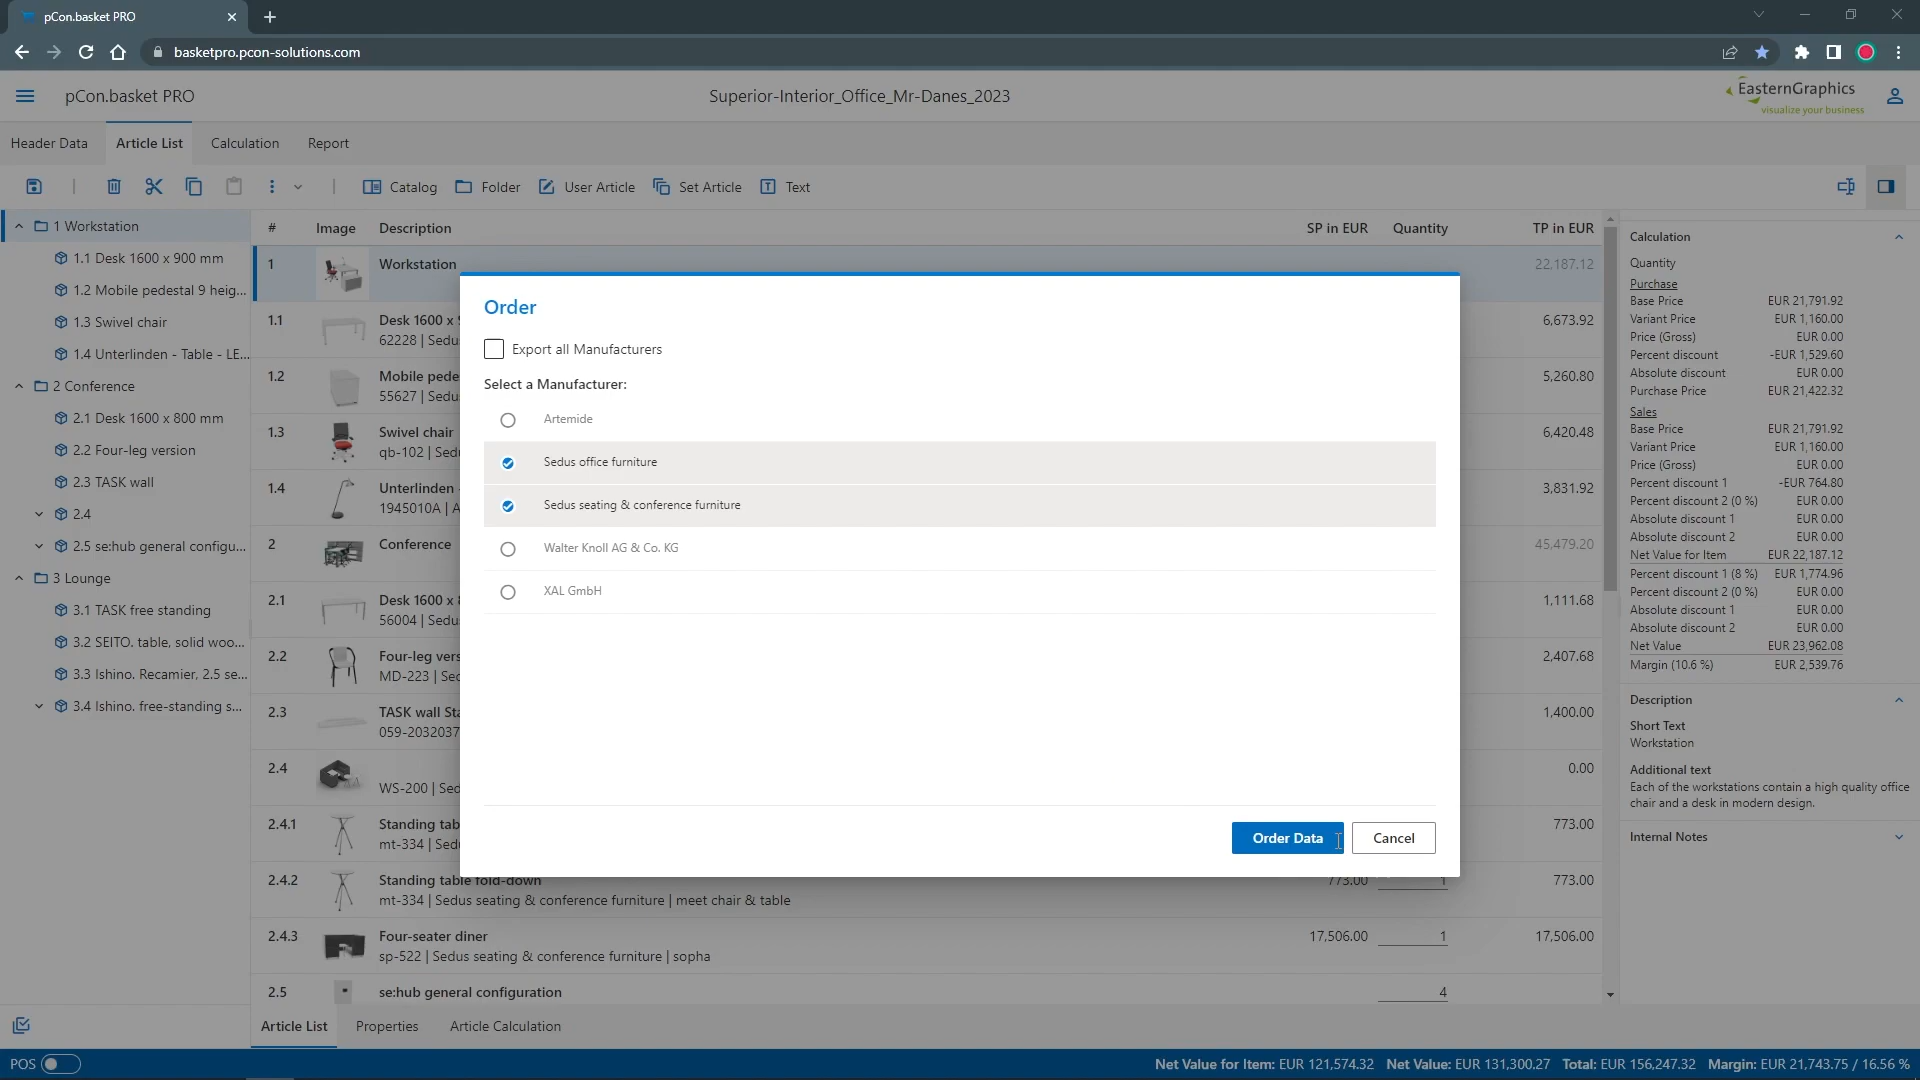 pCon.basket PRO
basketpro.pcon-solutions.com
pCon.basket PRO
Superior-Interior_Office_Mr-Danes_2023
EasternGraphics
visualize your business
Header Data
Article List
Calculation
Report
Catalog
Folder
User Article
Set Article
Text
1 Workstation
1.1 Desk 1600 x 900 mm
1.2 Mobile pedestal 9 heig...
1.3 Swivel chair
1.4 Unterlinden - Table - LE...
2 Conference
2.1 Desk 1600 x 800 mm
2.2 Four-leg version
2.3 TASK wall
2.4
2.5 se:hub general configu...
3 Lounge
3.1 TASK free standing
3.2 SEITO. table, solid woo...
3.3 Ishino. Recamier, 2.5 se...
3.4 Ishino. free-standing s...
# Image Description SP in EUR Quantity TP in EUR
1 Workstation 22,187.12
1.1 Desk 1600 x 9 6,673.92
62228 | Sedu
1.2 Mobile pede 5,260.80
55627 | Sedu
1.3 Swivel chair 6,420.48
qb-102 | Sed
1.4 Unterlinden 3,831.92
1945010A | A
2 Conference 45,479.20
2.1 Desk 1600 x 8 1,111.68
56004 | Sedu
2.2 Four-leg vers 2,407.68
MD-223 | Sed
2.3 TASK wall Sta 1,400.00
059-2032037
2.4 0.00
WS-200 | Sed
2.4.1 Standing tab 773.00
mt-334 | Sedu
2.4.2 Standing table fold-down 773.00 1 773.00
mt-334 | Sedus seating & conference furniture | meet chair & table
2.4.3 Four-seater diner 17,506.00 1 17,506.00
sp-522 | Sedus seating & conference furniture | sopha
2.5 se:hub general configuration 4
Order
Export all Manufacturers
Select a Manufacturer:
Artemide
Sedus office furniture
Sedus seating & conference furniture
Walter Knoll AG & Co. KG
XAL GmbH
Order Data
Cancel
Calculation
Quantity
Purchase
Base Price EUR 21,791.92
Variant Price EUR 1,160.00
Price (Gross) EUR 0.00
Percent discount -EUR 1,529.60
Absolute discount EUR 0.00
Purchase Price EUR 21,422.32
Sales
Base Price EUR 21,791.92
Variant Price EUR 1,160.00
Price (Gross) EUR 0.00
Percent discount 1 -EUR 764.80
Percent discount 2 (0 %) EUR 0.00
Absolute discount 1 EUR 0.00
Absolute discount 2 EUR 0.00
Net Value for Item EUR 22,187.12
Percent discount 1 (8 %) EUR 1,774.96
Percent discount 2 (0 %) EUR 0.00
Absolute discount 1 EUR 0.00
Absolute discount 2 EUR 0.00
Net Value EUR 23,962.08
Margin (10.6 %) EUR 2,539.76
Description
Short Text
Workstation
Additional text
Each of the workstations contain a high quality office
chair and a desk in modern design.
Internal Notes
Article List
Properties
Article Calculation
POS
Net Value for Item: EUR 121,574.32 Net Value: EUR 131,300.27 Total: EUR 156,247.32 Margin: EUR 21,743.75 / 16.56 %